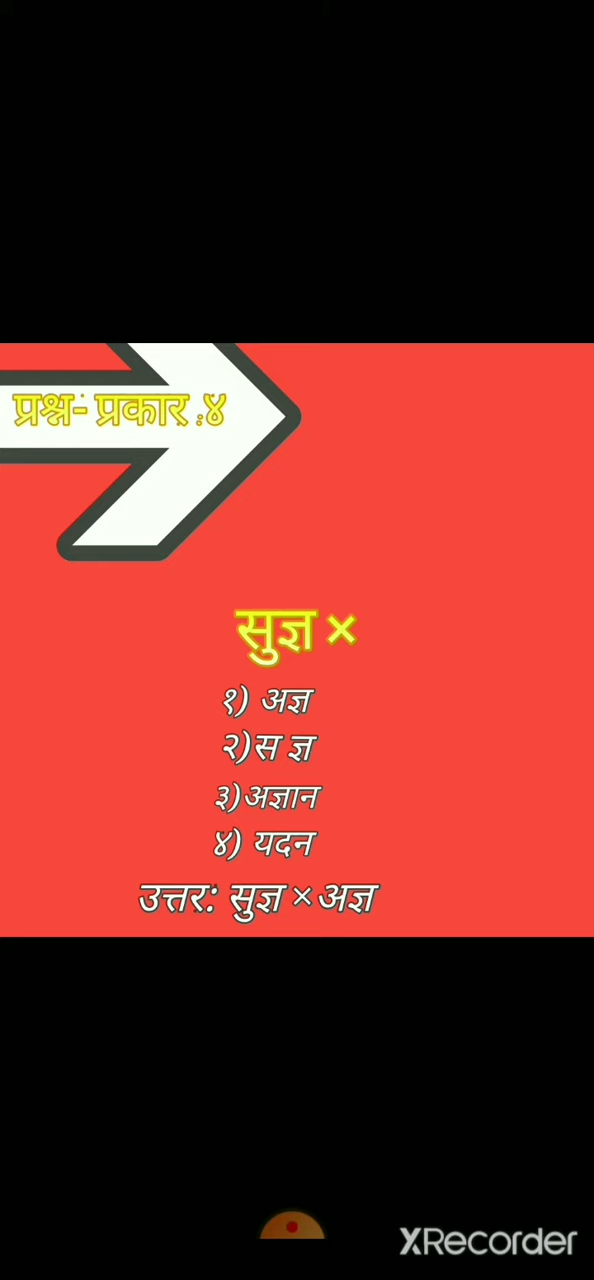 प्रश्न- प्रकार :४
सुज्ञ ×
१) अज्ञ
२)स ज्ञ
३)अज्ञान
४) यदन
उत्तर: सुज्ञ × अज्ञ
XRecorder